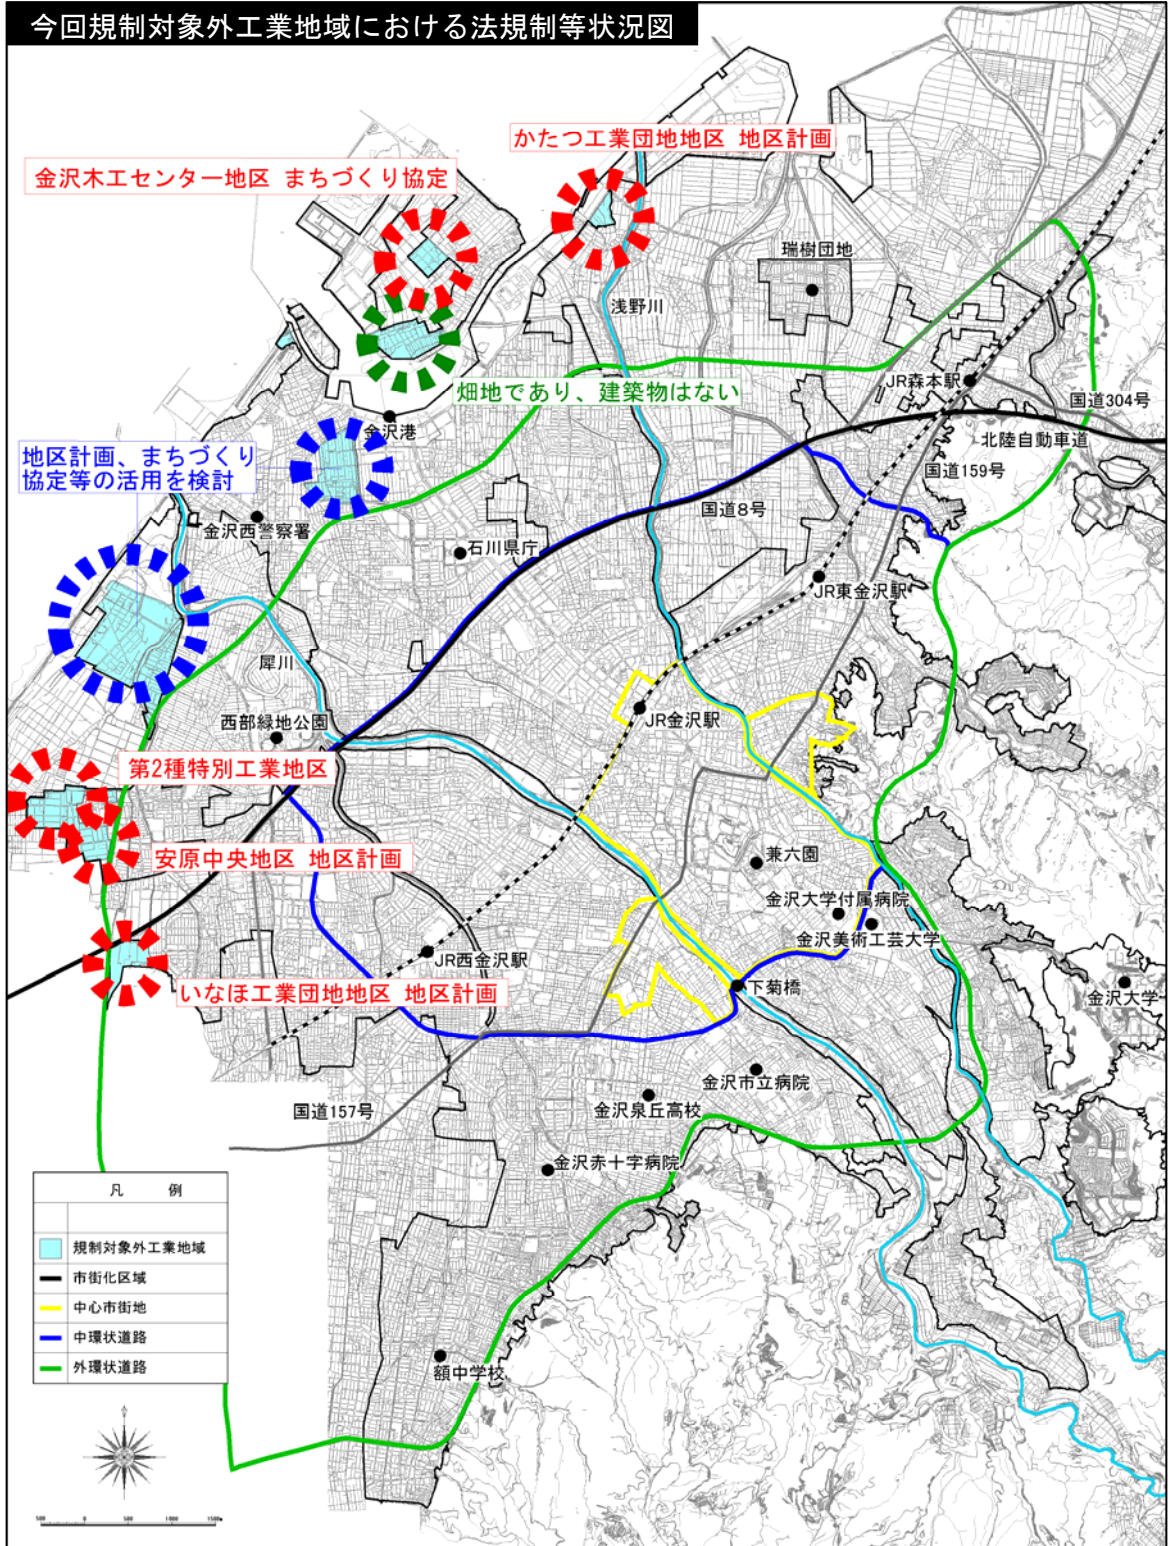 今回規制対象外工業地域における法規制等状況図
かたつ工業団地地区 地区計画
金沢木工センター地区 まちづくり協定
瑞樹団地
浅野川
JR森本駅
畑地であり、建築物はない
国道304号
金沢港
北陸自動車道
地区計画、まちづくり
協定等の活用を検討
国道159号
国道8号
金沢西警察署
石川県庁
JR東金沢駅
犀川
西部緑地公園
JR金沢駅
第2種特別工業地区
安原中央地区 地区計画
兼六園
金沢大学付属病院
金沢美術工芸大学
JR西金沢駅
下菊橋
金沢大学
いなほ工業団地地区 地区計画
金沢市立病院
国道157号
金沢泉丘高校
金沢赤十字病院
凡 例
規制対象外工業地域
市街化区域
中心市街地
中環状道路
外環状道路
額中学校
500 0 500 1000 1500m